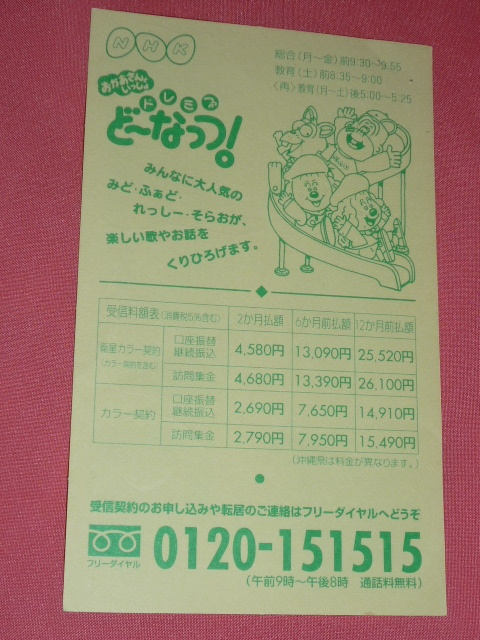 NHK
総合(月〜金)前9:30〜9:55
教育(土)前8:35〜9:00
〈再〉教育(月〜土)後5:00〜5:25
おかあさんといっしょ
ドレミブ
ど〜なっつ!
みんなに大人気の
みど・ふぁど・
れっしー・そらおが、
楽しい歌やお話を
くりひろげます。
受信料額表(消費税5%含む) 2か月払額 6か月前払額 12か月前払額
衛星カラー契約(カラー契約を含む) 口座振替 継続振込 4,580円 13,090円 25,520円
訪問集金 4,680円 13,390円 26,100円
カラー契約 口座振替 継続振込 2,690円 7,650円 14,910円
訪問集金 2,790円 7,950円 15,490円
(沖縄県は料金が異なります。)
受信契約のお申し込みや転居のご連絡はフリーダイヤルへどうぞ
フリーダイヤル 0120-151515
(午前9時〜午後8時 通話料無料)